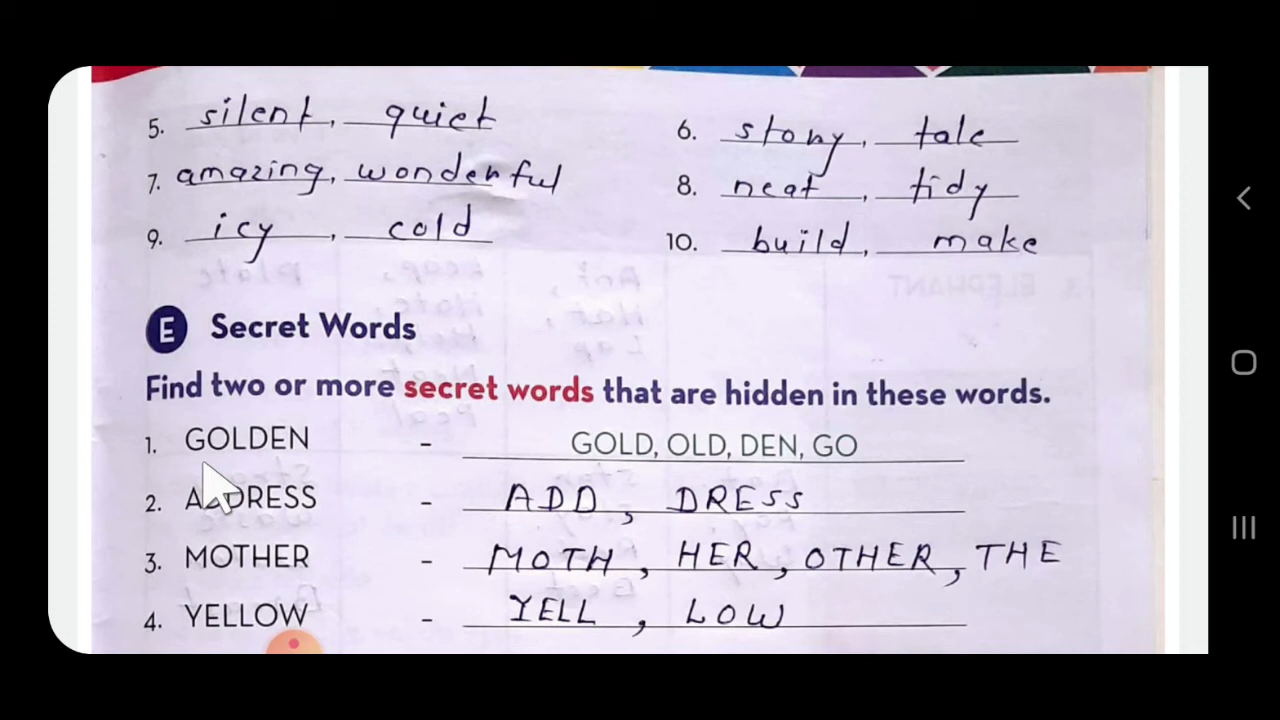 5. silent, quiet 6. story, tale
7. amazing, wonderful 8. neat, tidy
9. icy, cold 10. build, make
E Secret Words
Find two or more secret words that are hidden in these words.
1. GOLDEN - GOLD, OLD, DEN, GO
2. ADDRESS - ADD, DRESS
3. MOTHER - MOTH, HER, OTHER, THE
4. YELLOW - YELL, LOW